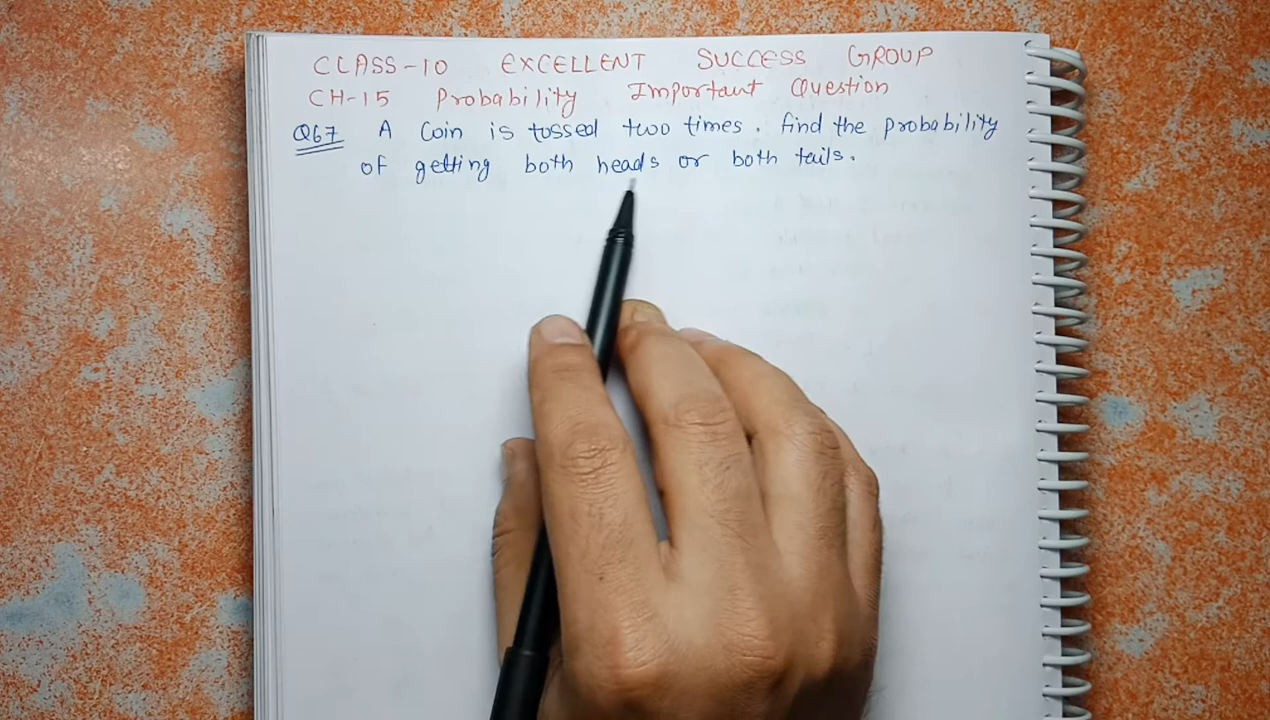 CLASS-10 EXCELLENT SUCCESS GROUP
CH-15 Probability Important Question
Q67 A Coin is tossed two times. find the probability
of getting both heads or both tails.